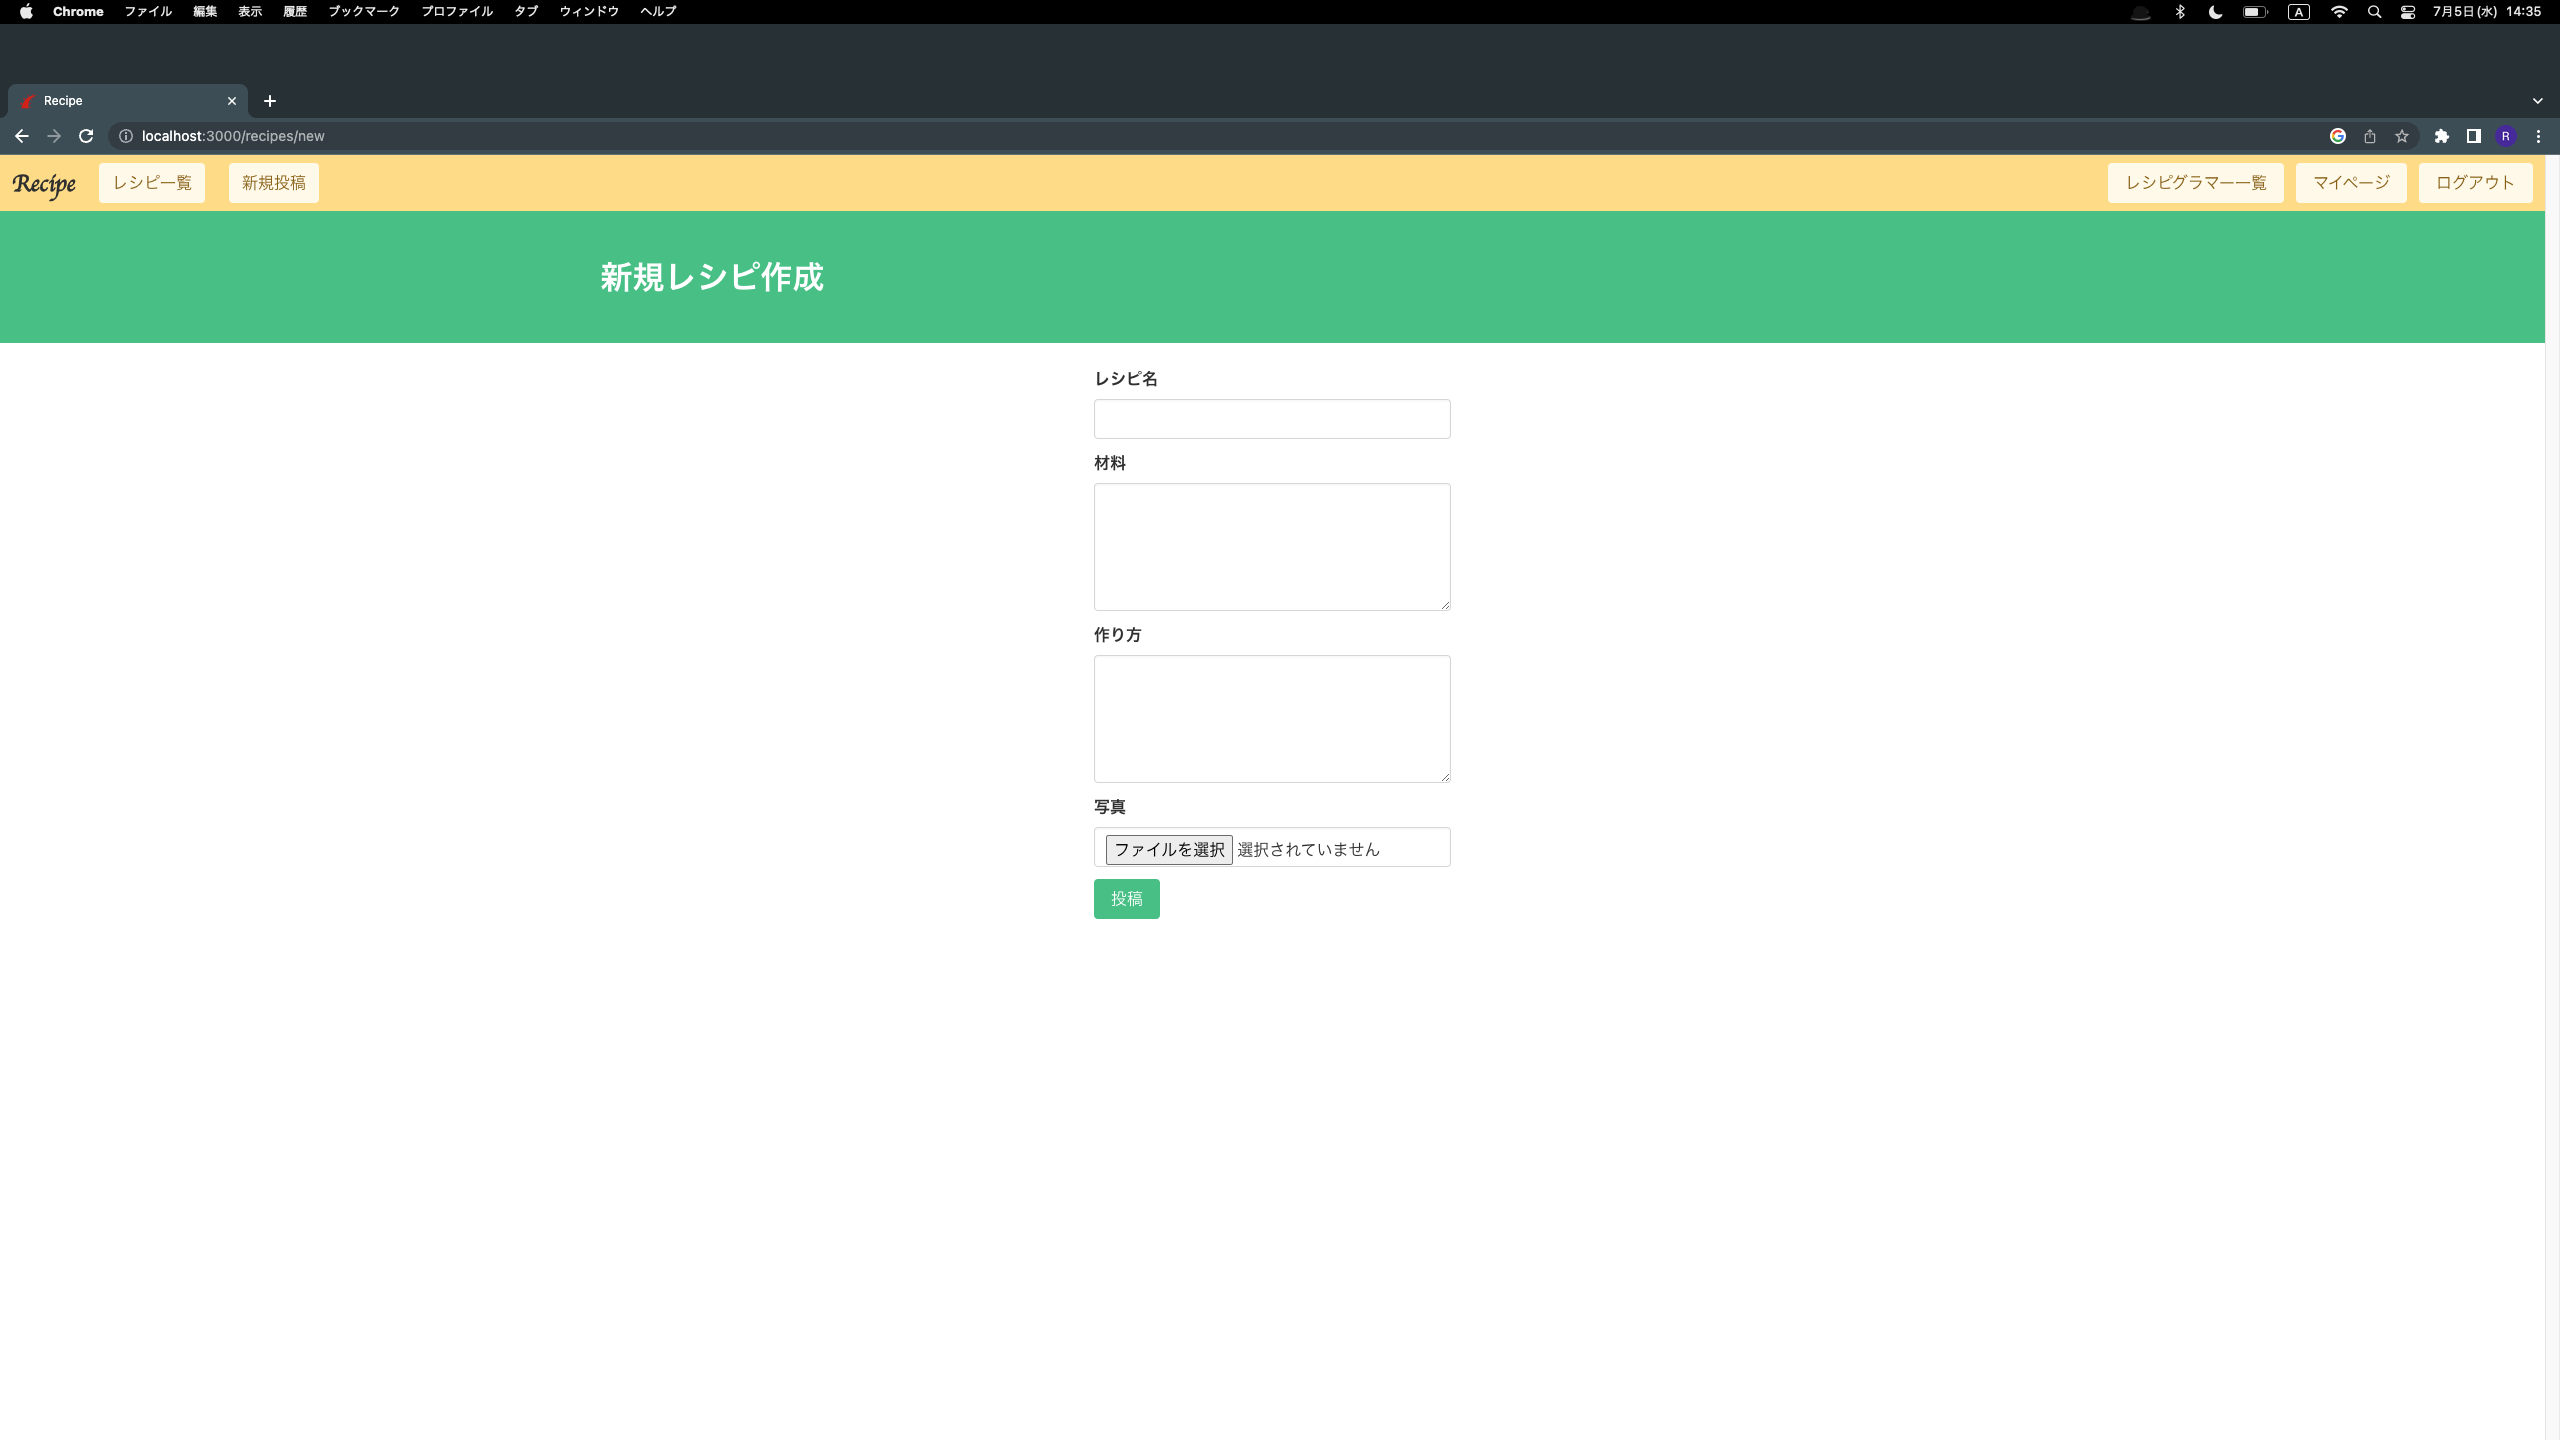 Chrome ファイル 編集 表示 履歴 ブックマーク プロファイル タブ ウィンドウ ヘルプ A 7月5日(水) 14:35
Recipe
localhost:3000/recipes/new R
Recipe レシピ一覧 新規投稿 レシピグラマー一覧 マイページ ログアウト
新規レシピ作成
レシピ名
材料
作り方
写真
ファイルを選択 選択されていません
投稿